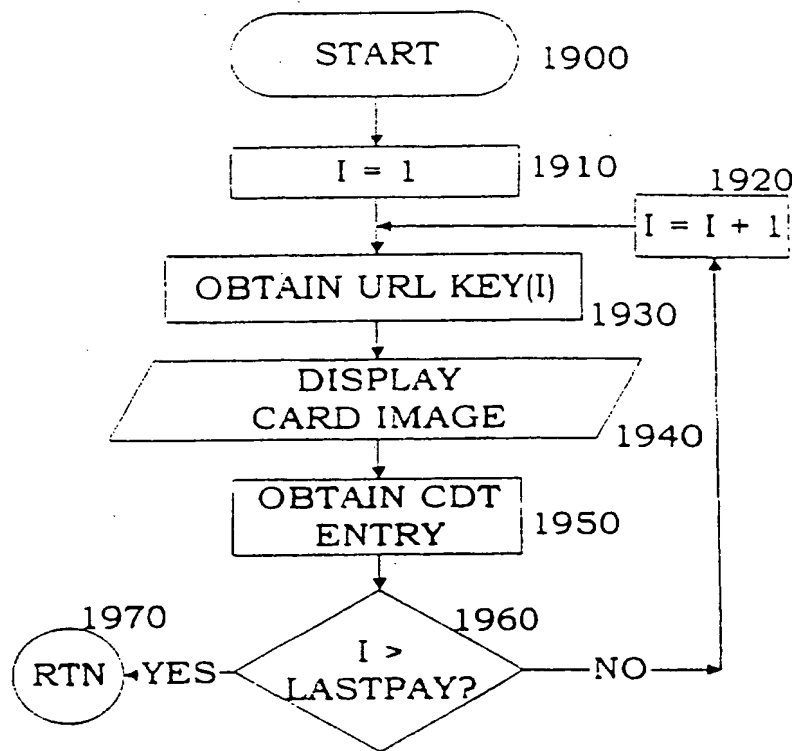 START
1900
I = 1
1910
1920
I = I + 1
OBTAIN URL KEY(I)
1930
DISPLAY
CARD IMAGE
1940
OBTAIN CDT
ENTRY
1950
1970
1960
RTN
YES
I >
LASTPAY?
NO